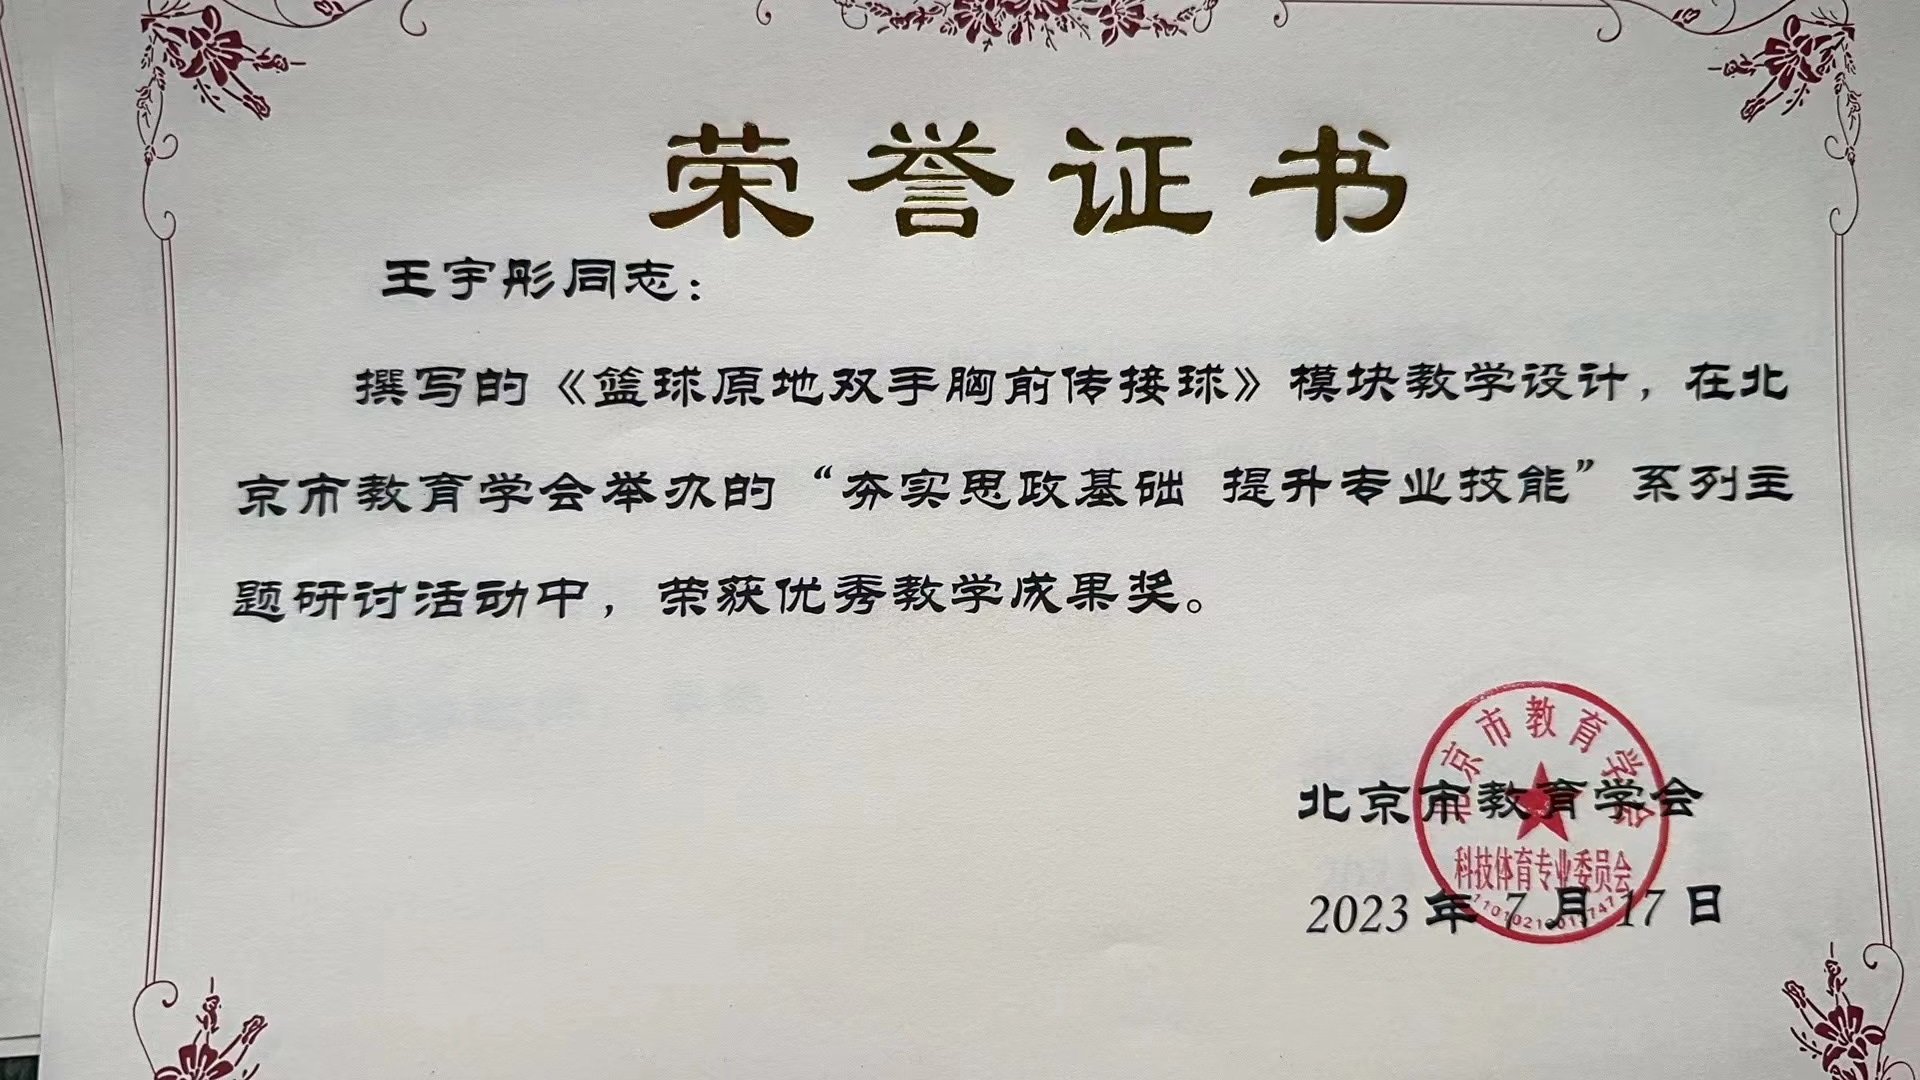 荣誉证书
王宇彤同志：
撰写的《篮球原地双手胸前传接球》模块教学设计，在北
京市教育学会举办的“夯实思政基础 提升专业技能”系列主
题研讨活动中，荣获优秀教学成果奖。
北京市教育学会
2023年7月17日
北京市教育学会
科技体育专业委员会